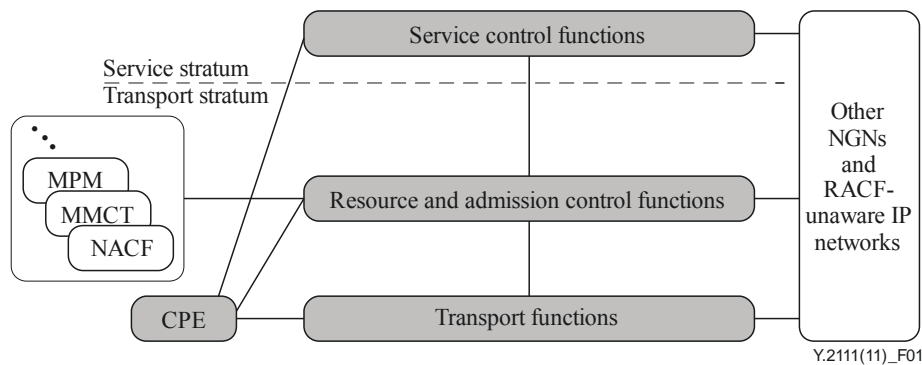 Service control functions
Service stratum
Transport stratum
MPM
MMCT
NACF
Resource and admission control functions
CPE
Transport functions
Other
NGNs
and
RACF-
unaware IP
networks
Y.2111(11)_F01